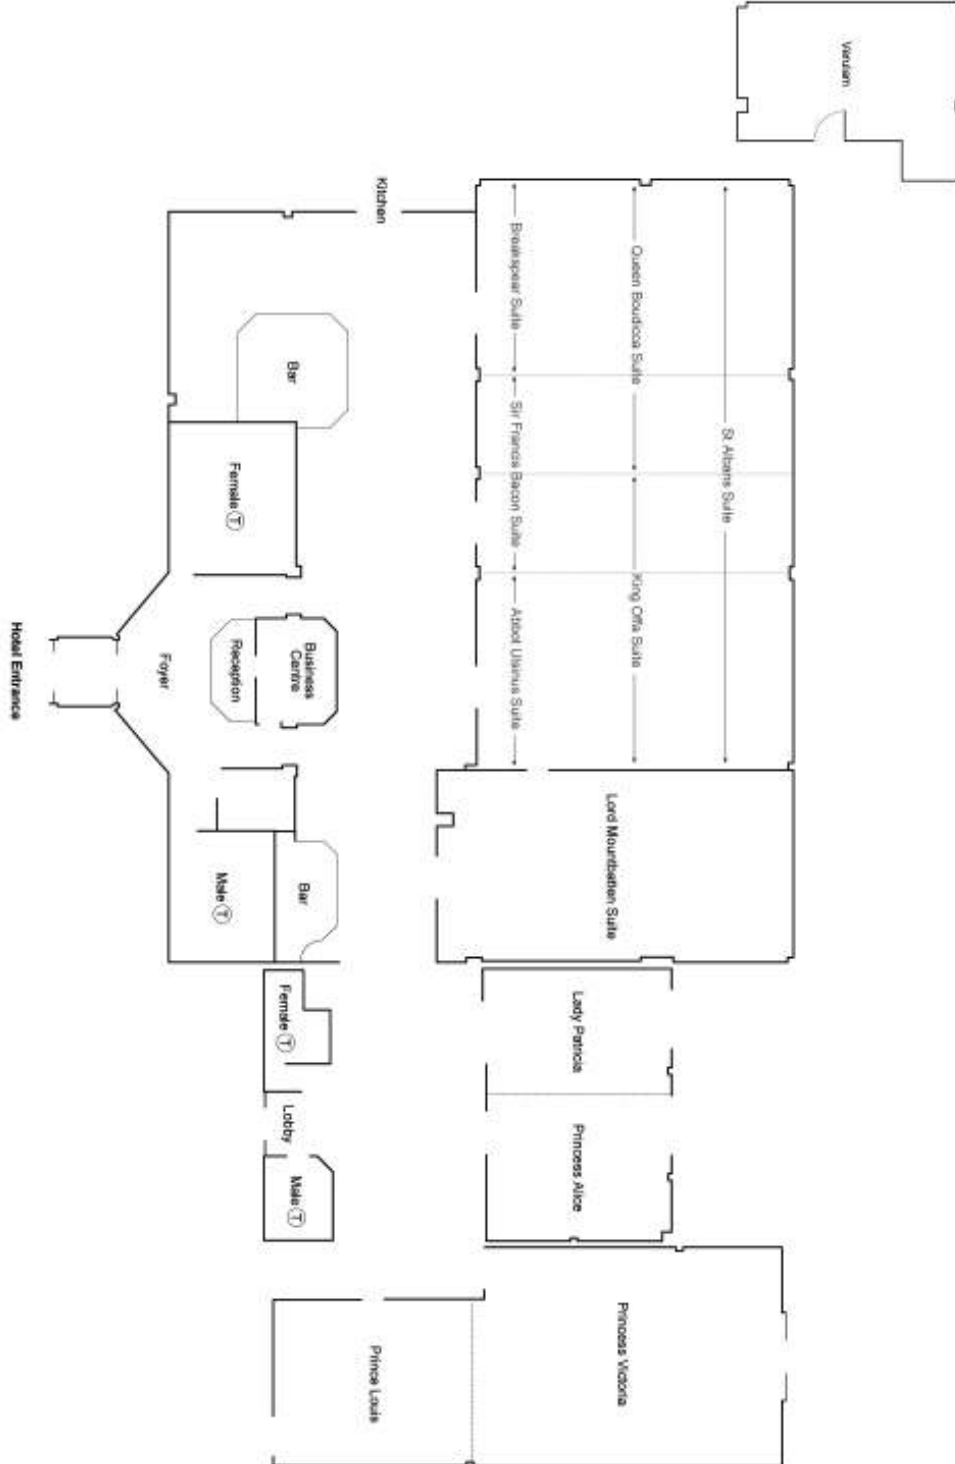 Verulam
Kitchen
Breakspear Suite
Queen Boudicca Suite
St Albans Suite
Bar
Sir Francis Bacon Suite
Female T
King Offa Suite
Abbot Ulsinus Suite
Business
Centre
Reception
Foyer
Hotel Entrance
Lord Mountbatten Suite
Bar
Male T
Female T
Lady Patricia
Lobby
Princess Alice
Male T
Princess Victoria
Prince Louis